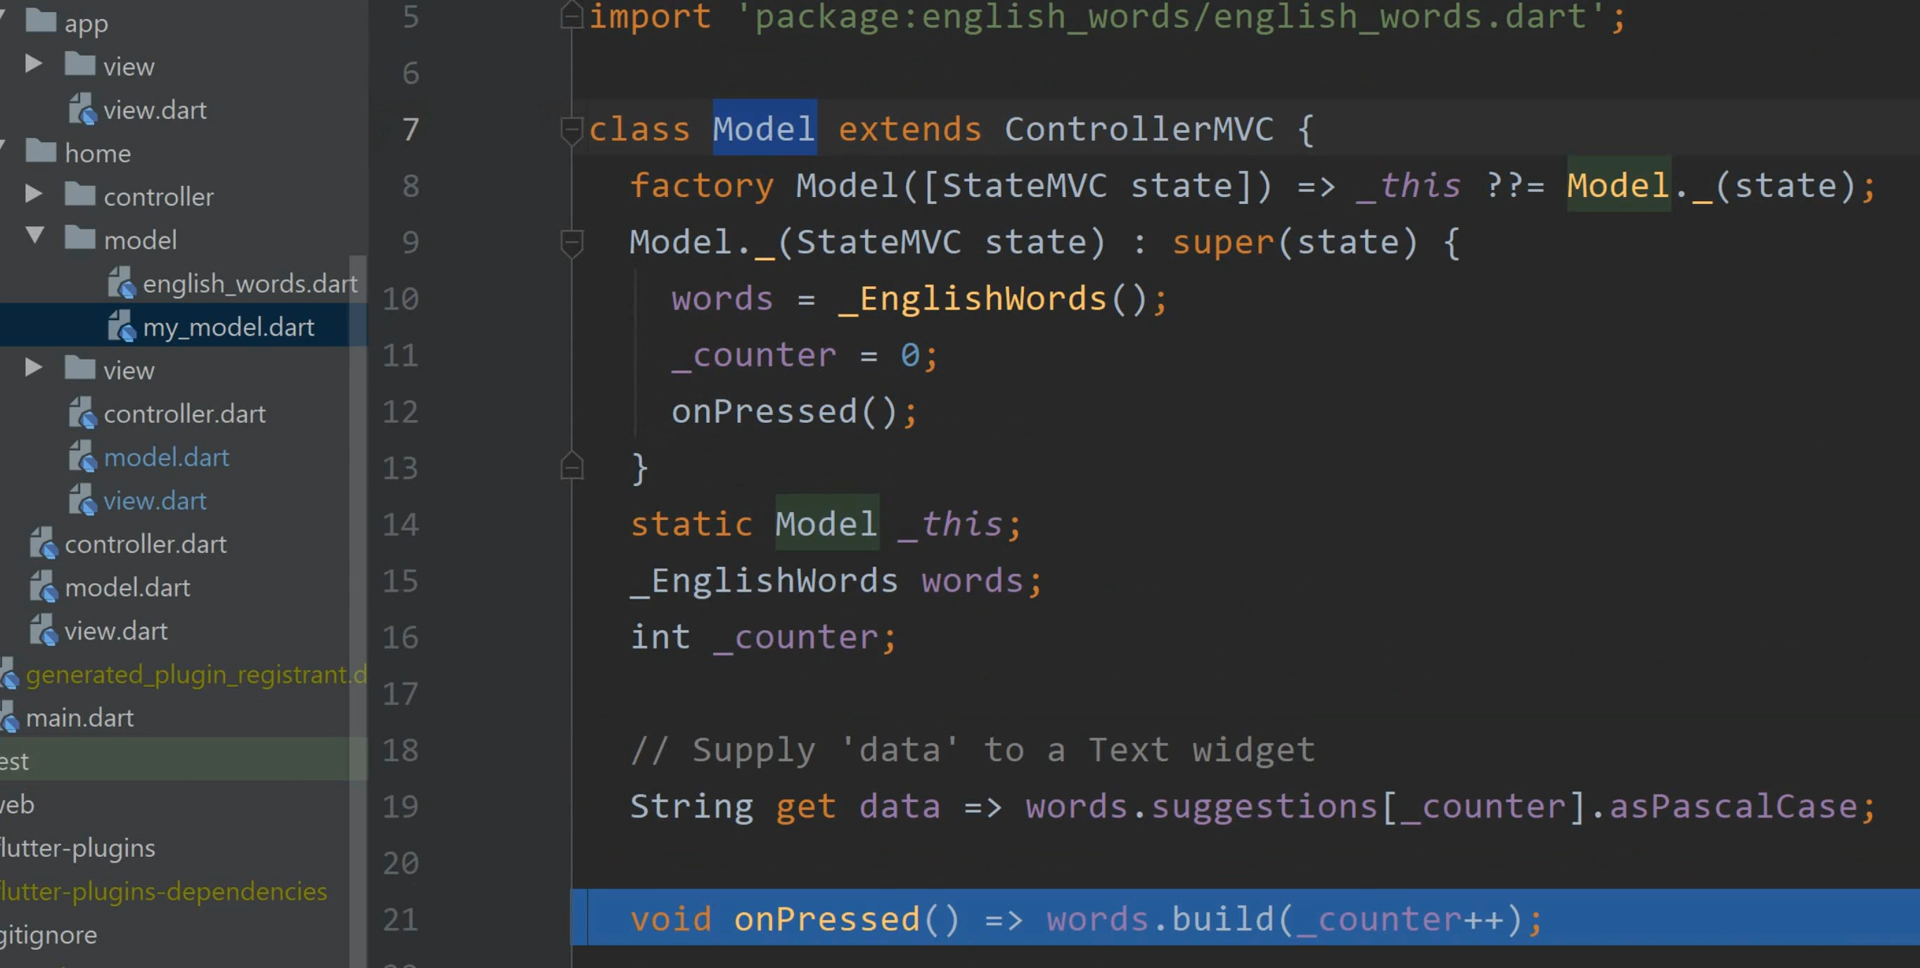 app
view
view.dart
home
controller
model
english_words.dart
my_model.dart
view
controller.dart
model.dart
view.dart
controller.dart
model.dart
view.dart
generated_plugin_registrant.d
main.dart
est
eb
lutter-plugins
lutter-plugins-dependencies
gitignore
5 import 'package:english_words/english_words.dart';
6
7 class Model extends ControllerMVC {
8 factory Model([StateMVC state]) => _this ??= Model._(state);
9 Model._(StateMVC state) : super(state) {
10 words = _EnglishWords();
11 _counter = 0;
12 onPressed();
13 }
14 static Model _this;
15 _EnglishWords words;
16 int _counter;
17
18 // Supply 'data' to a Text widget
19 String get data => words.suggestions[_counter].asPascalCase;
20
21 void onPressed() => words.build(_counter++);